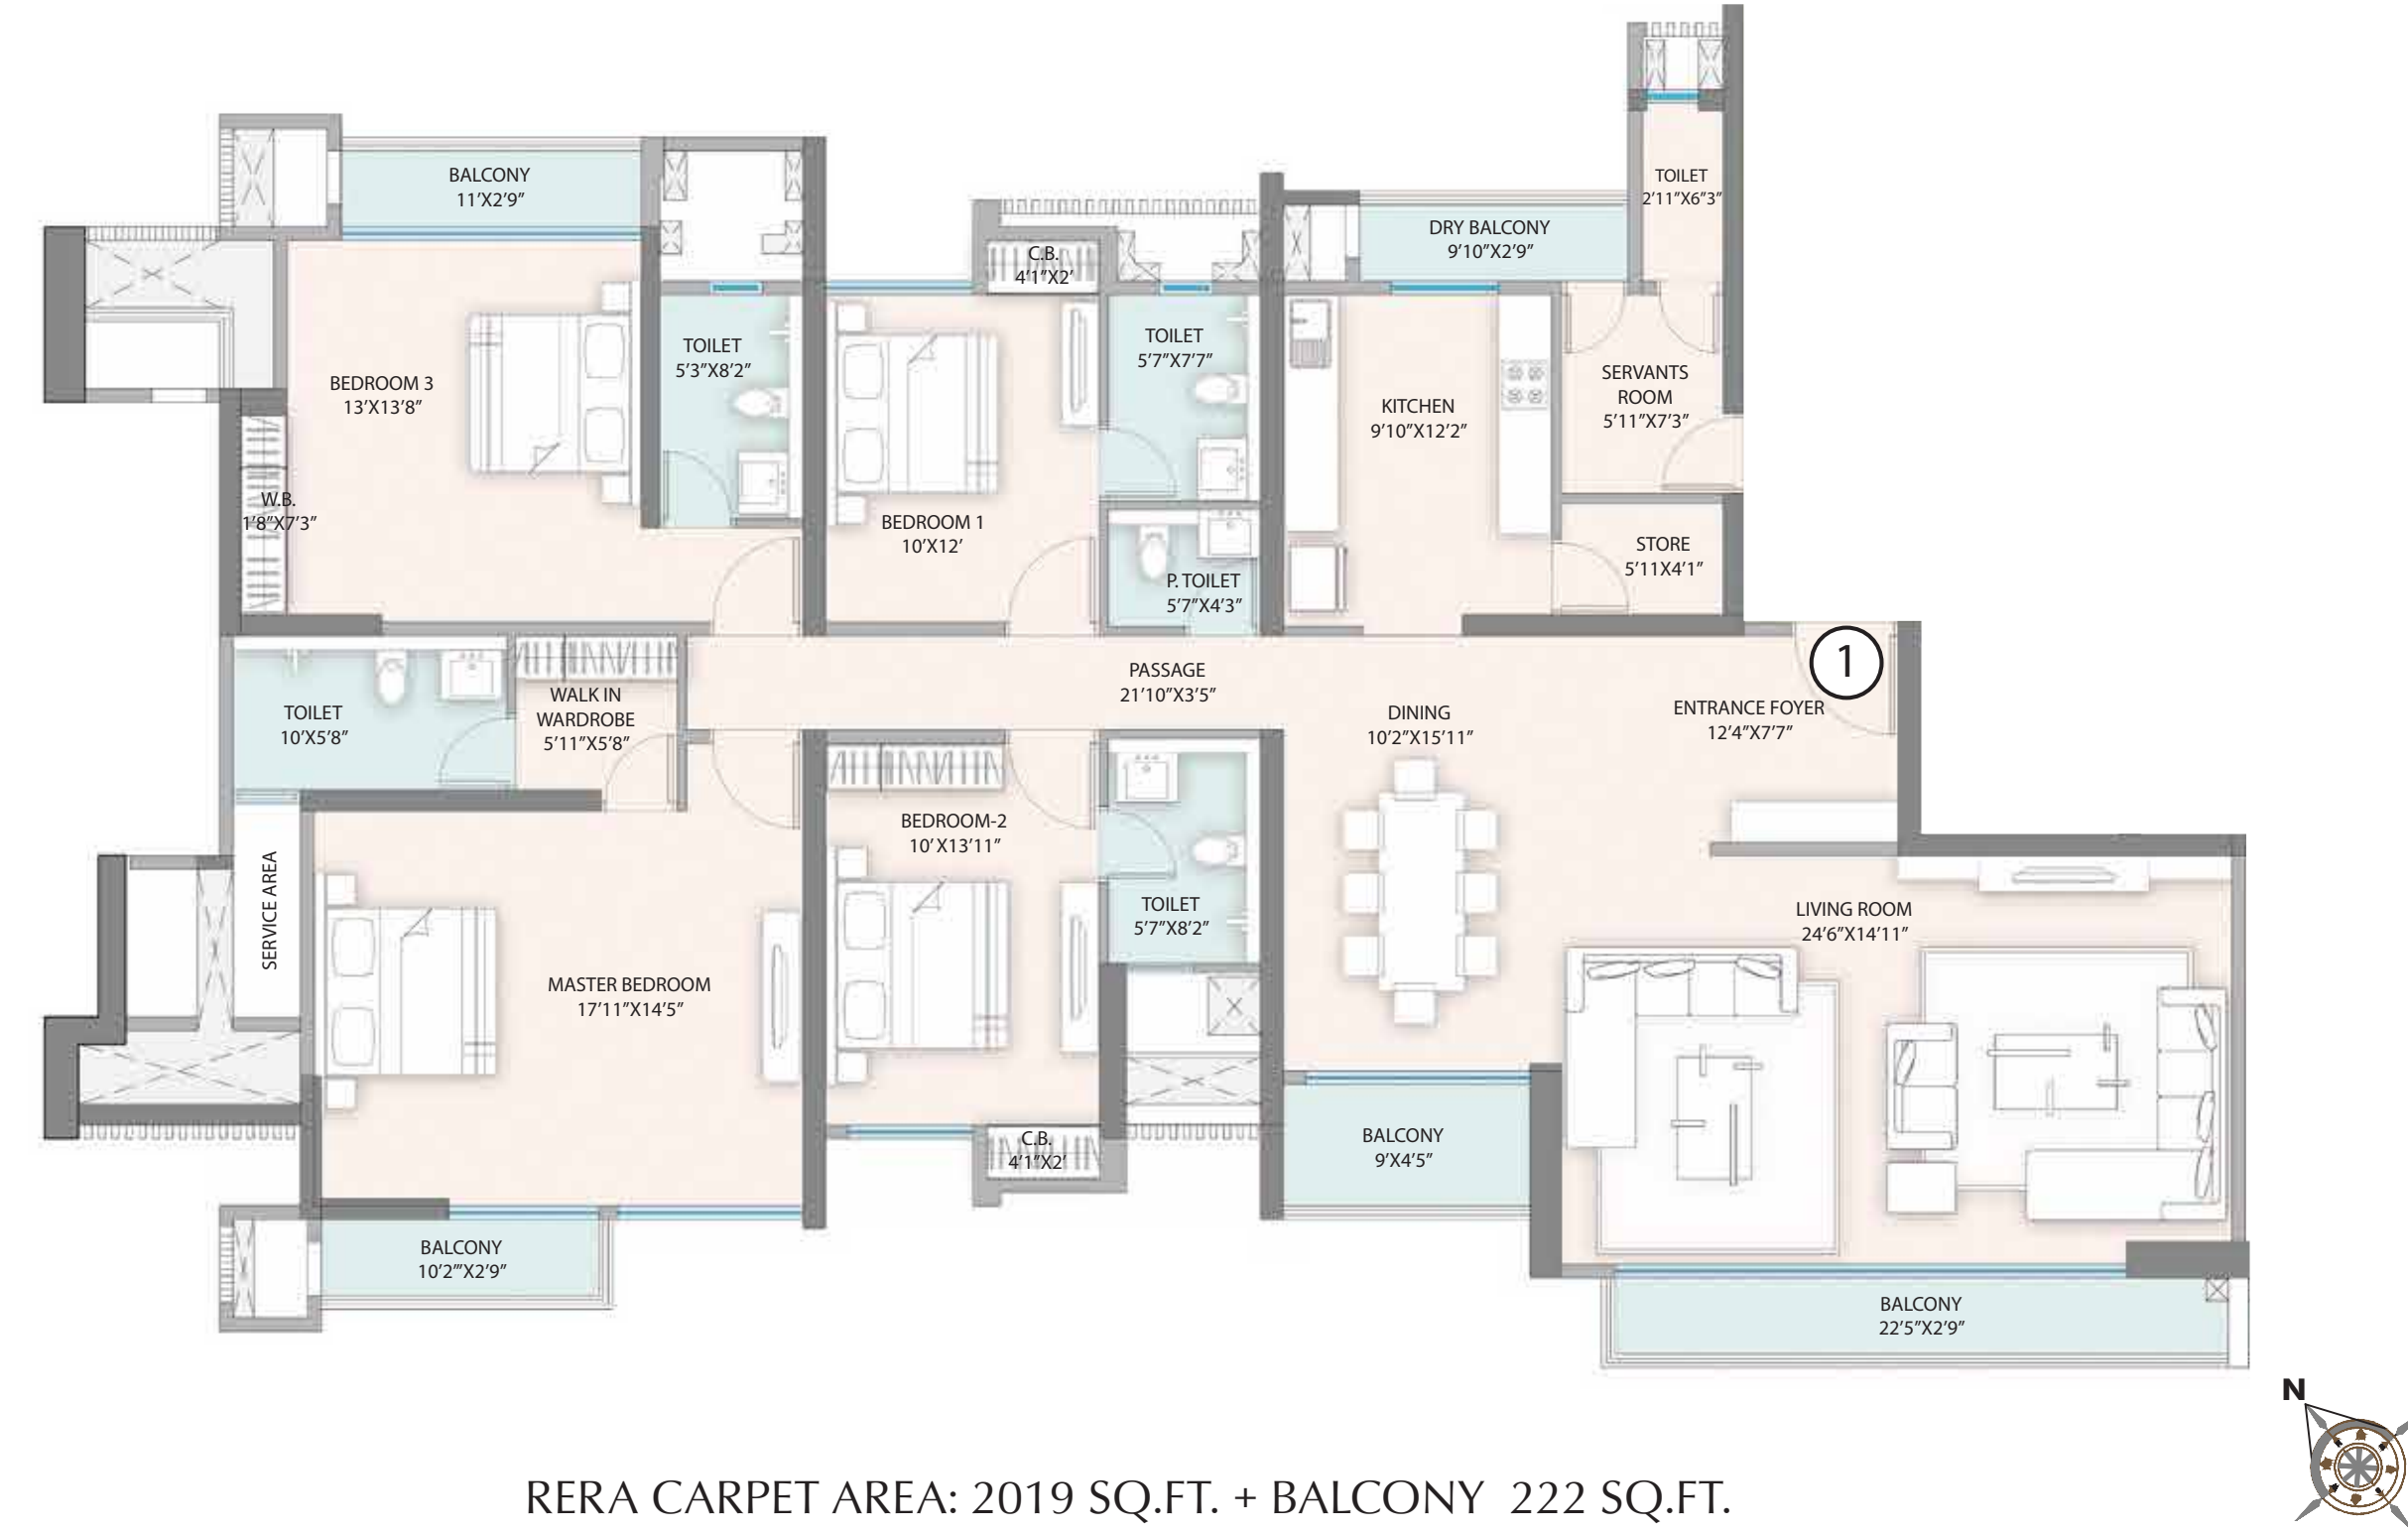 BALCONY
11'X2'9"
TOILET
2'11"X6"3"
DRY BALCONY
9'10"X2'9"
C.B.
4'1"X2'
BEDROOM 3
13'X13'8"
TOILET
5'3"X8'2"
TOILET
5'7"X7'7"
KITCHEN
9'10"X12'2"
SERVANTS
ROOM
5'11"X7'3"
W.B.
1'8"X7'3"
BEDROOM 1
10'X12'
P. TOILET
5'7"X4'3"
STORE
5'11X4'1"
TOILET
10'X5'8"
WALK IN
WARDROBE
5'11"X5'8"
PASSAGE
21'10"X3'5"
DINING
10'2"X15'11"
1
ENTRANCE FOYER
12'4"X7'7"
BEDROOM-2
10'X13'11"
SERVICE AREA
TOILET
5'7"X8'2"
LIVING ROOM
24'6"X14'11"
MASTER BEDROOM
17'11"X14'5"
C.B.
4'1"X2'
BALCONY
9'X4'5"
BALCONY
10'2'"X2'9"
BALCONY
22'5"X2'9"
N
RERA CARPET AREA: 2019 SQ.FT. + BALCONY 222 SQ.FT.